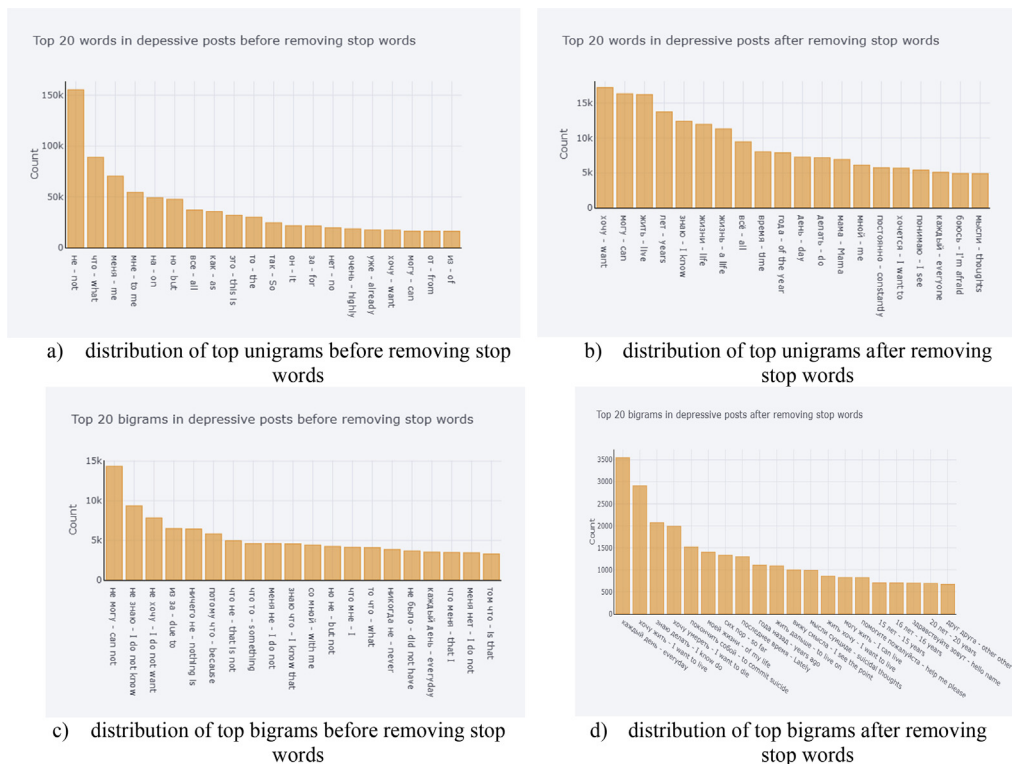 Top 20 words in depessive posts before removing stop words
150k
100k
50k
0
Count
не - not
что - what
меня - me
мне - to me
на - on
но - but
все - all
как - as
это - this is
то - the
так - So
он - it
за - for
нет - no
очень - highly
уже - already
хочу - want
могу - can
от - from
из - of
a) distribution of top unigrams before removing stop
words
Top 20 words in depressive posts after removing stop words
15k
10k
5k
0
Count
хочу - want
могу - can
жить - live
лет - years
знаю - I know
жизни - life
жизнь - a life
всё - all
время - time
года - of the year
день - day
делать - do
мама - Mama
мной - me
постоянно - constantly
хочется - I want to
понимаю - I see
каждый - everyone
боюсь - I'm afraid
мысли - thoughts
b) distribution of top unigrams after removing
stop words
Top 20 bigrams in depressive posts before removing stop words
15k
10k
5k
0
Count
не могу - can not
не знаю - I do not know
не хочу - I do not want
из за - due to
ничего не - nothing is
потому что - because
что не - that is not
что то - something
меня не - I do not
знаю что - I know that
со мной - with me
но не - but not
что мне - I
то что - what
никогда не - never
не было - did not have
каждый день - everyday
что меня - that I
меня нет - I do not
том что - is that
c) distribution of top bigrams before removing stop
words
Top 20 bigrams in depressive posts after removing stop words
3500
3000
2500
2000
1500
1000
500
0
Count
каждый день - everyday
хочу жить - I want to live
знаю делать - I know do
хочу умереть - I want to die
покончить собой - to commit suicide
моей жизни - of my life
сих пор - so far
последнее время - Lately
года назад - years ago
жить дальше - to live on
вижу смысла - I see the point
мысли суициде - suicidal thoughts
жить хочу - I want to live
могу жить - I can live
помогите пожалуйста - help me please
15 лет - 15 years
16 лет - 16 years
здравствуйте зовут - hello name
20 лет - 20 years
друг друга - other other
d) distribution of top bigrams after removing
stop words